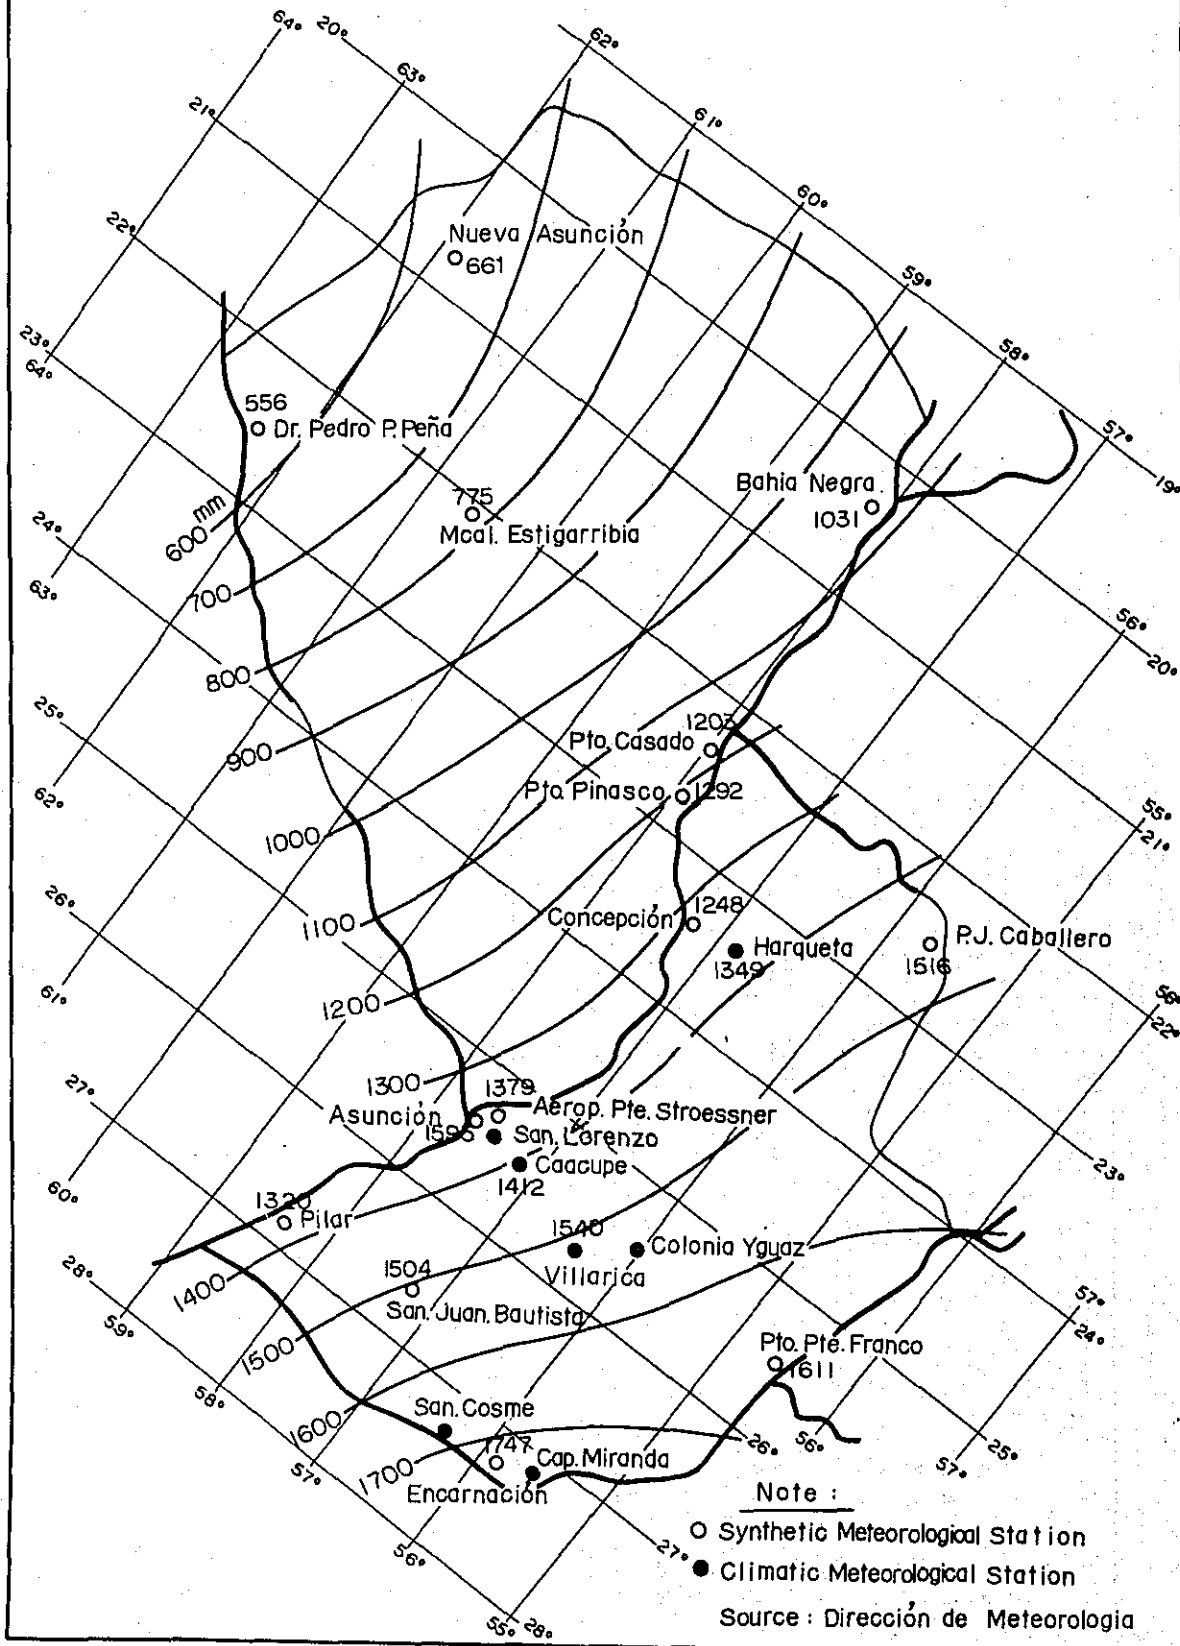 64° 20°
62°
63°
21°
61°
60°
22°
Nueva Asunción
661
59°
23°
64°
58°
556
Dr. Pedro P. Peña
57°
19°
775
Mcal. Estigarribia
Bahia Negra
1031
mm
600
24°
63°
700
56°
20°
800
25°
900
1203
Pto. Casado
Pto. Pinasco
1292
62°
55°
21°
1000
26°
1100
Concepción
1248
Harqueta
1349
P.J. Caballero
1516
61°
1200
56°
22°
27°
1300
1379
Asunción
Aerop. Pte. Stroessner
San. Lorenzo
Caacupe
1412
23°
60°
1320
Pilar
1540
Villarica
Colonia Yguaz
28°
1400
1504
San. Juan. Bautista
57°
24°
59°
1500
Pto. Pte. Franco
1611
58°
1600
San. Cosme
26° 56°
25°
57°
1747
Cap. Miranda
57°
1700
Encarnación
Note :
Synthetic Meteorological Station
27°
56°
Climatic Meteorological Station
Source : Dirección de Meteorologia
55° 28°